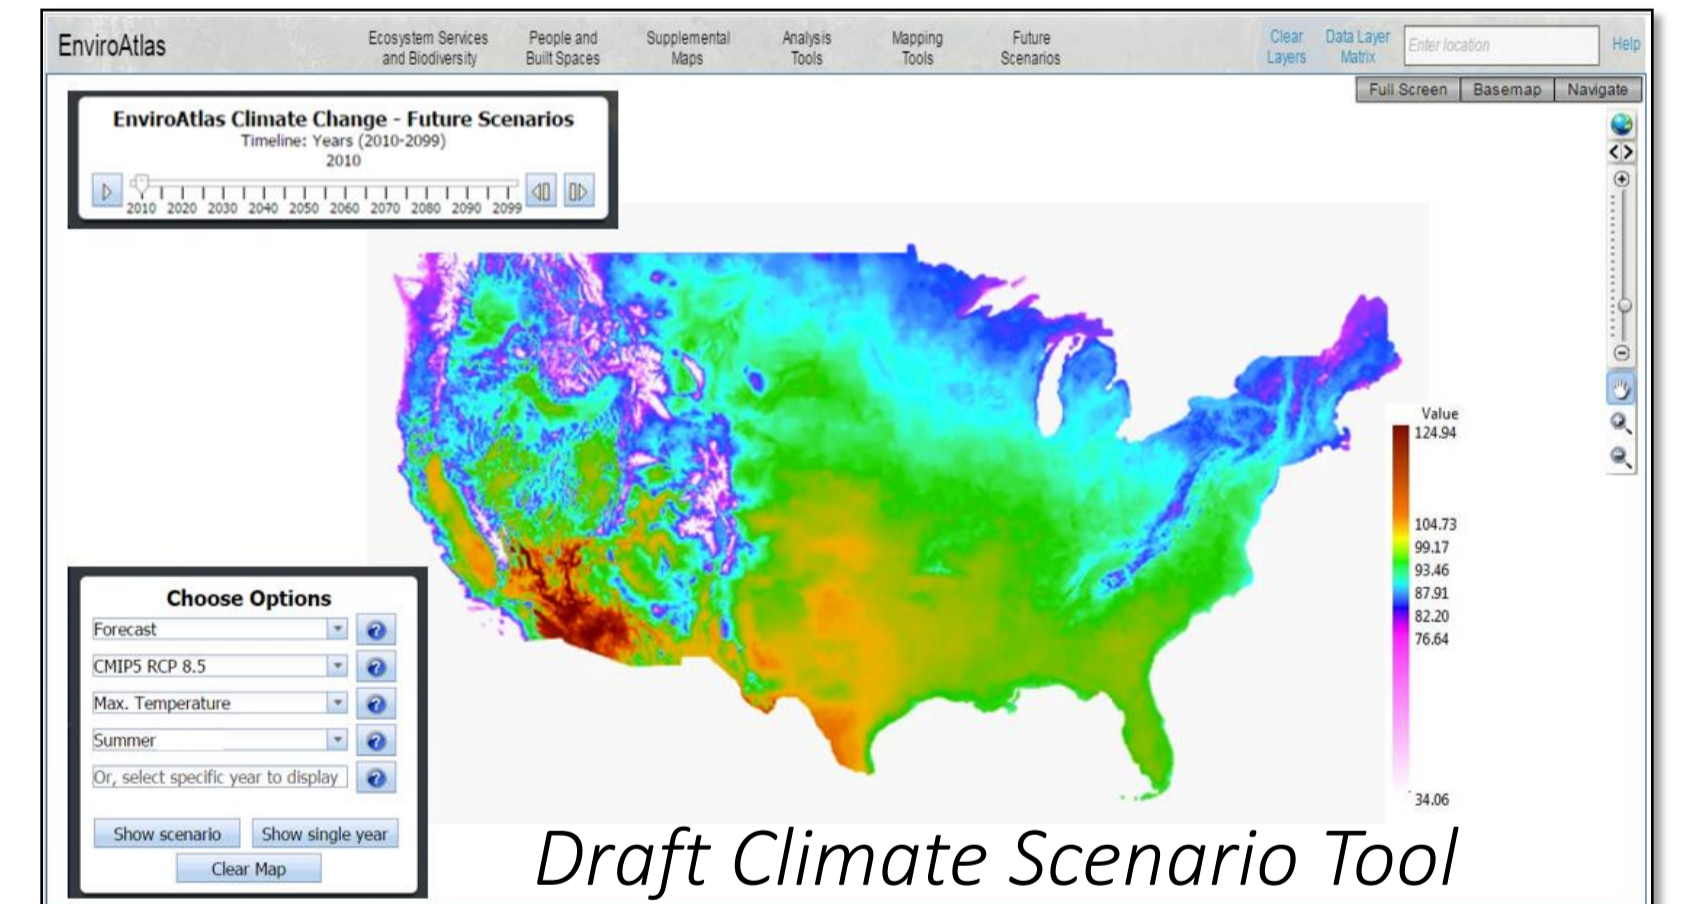 EnviroAtlas
Ecosystem Services
and Biodiversity
People and
Built Spaces
Supplemental
Maps
Analysis
Tools
Mapping
Tools
Future
Scenarios
Clear
Layers
Data Layer
Matrix
Enter location
Help
Full Screen
Basemap
Navigate
EnviroAtlas Climate Change - Future Scenarios
Timeline: Years (2010-2099)
2010
2010 2020 2030 2040 2050 2060 2070 2080 2090 2099
Value
124.94
104.73
99.17
93.46
87.91
82.20
76.64
34.06
Choose Options
Forecast
CMIP5 RCP 8.5
Max. Temperature
Summer
Or, select specific year to display
Show scenario
Show single year
Clear Map
Draft Climate Scenario Tool